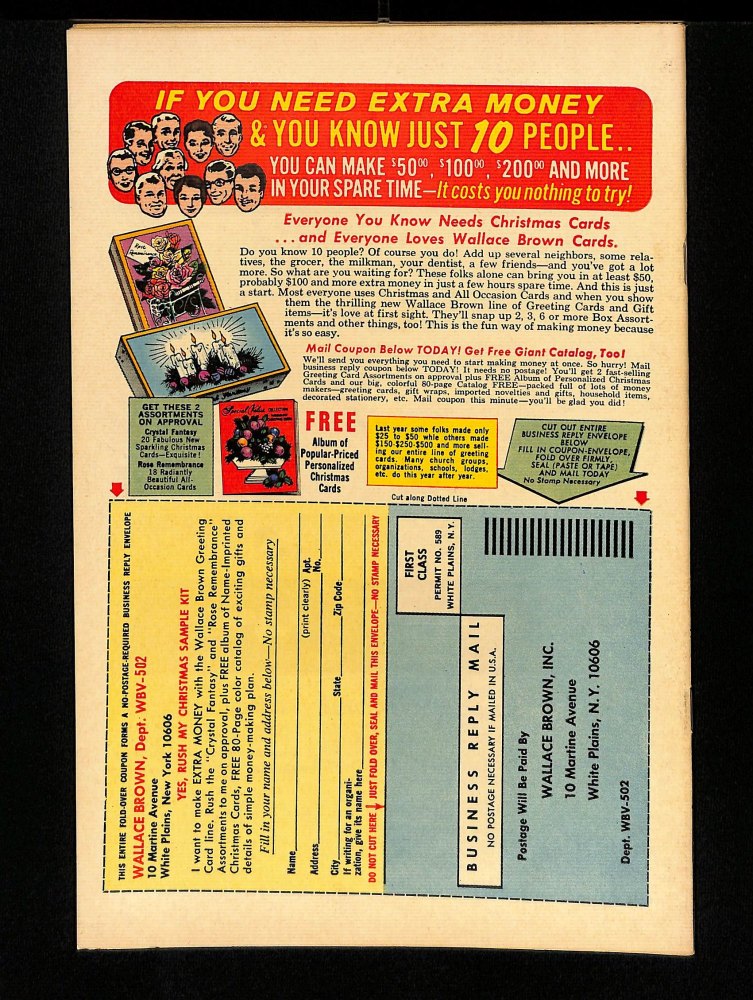 IF YOU NEED EXTRA MONEY
& YOU KNOW JUST 10 PEOPLE..
YOU CAN MAKE $50⁰⁰, $100⁰⁰, $200⁰⁰ AND MORE
IN YOUR SPARE TIME—It costs you nothing to try!
Everyone You Know Needs Christmas Cards
...and Everyone Loves Wallace Brown Cards.
Do you know 10 people? Of course you do! Add up several neighbors, some rela-
tives, the grocer, the milkman, your dentist, a few friends—and you've got a lot
more. So what are you waiting for? These folks alone can bring you in at least $50,
probably $100 and more extra money in just a few hours spare time. And this is just
a start. Most everyone uses Christmas and All Occasion Cards and when you show
them the thrilling new Wallace Brown line of Greeting Cards and Gift
items—it's love at first sight. They'll snap up 2, 3, 6 or more Box Assort-
ments and other things, too! This is the fun way of making money because
it's so easy.
Mail Coupon Below TODAY! Get Free Giant Catalog, Too!
We'll send you everything you need to start making money at once. So hurry! Mail
business reply coupon below TODAY! It needs no postage! You'll get 2 fast-selling
Greeting Card Assortments on approval plus FREE Album of Personalized Christmas
Cards and our big, colorful 80-page Catalog FREE—packed full of lots of money
makers—greeting cards, gift wraps, imported novelties and gifts, household items,
decorated stationery, etc. Mail coupon this minute—you'll be glad you did!
Rose
Remembrance
GET THESE 2
ASSORTMENTS
ON APPROVAL
Crystal Fantasy
20 Fabulous New
Sparkling Christmas
Cards—Exquisite!
Rose Remembrance
18 Radiantly
Beautiful All-
Occasion Cards
Special Value COLLECTION
FREE
Album of
Popular-Priced
Personalized
Christmas
Cards
Last year some folks made only
$25 to $50 while others made
$150-$250-$500 and more sell-
ing our entire line of greeting
cards. Many church groups,
organizations, schools, lodges,
etc. do this year after year.
CUT OUT ENTIRE
BUSINESS REPLY ENVELOPE
BELOW
FILL IN COUPON-ENVELOPE,
FOLD OVER FIRMLY,
SEAL (PASTE OR TAPE)
AND MAIL TODAY
No Stamp Necessary
Cut along Dotted Line
THIS ENTIRE FOLD-OVER COUPON FORMS A NO-POSTAGE-REQUIRED BUSINESS REPLY ENVELOPE
WALLACE BROWN, Dept. WBV-502
10 Martine Avenue
White Plains, New York 10606
YES, RUSH MY CHRISTMAS SAMPLE KIT
I want to make EXTRA MONEY with the Wallace Brown Greeting
Card line. Rush the "Crystal Fantasy" and "Rose Remembrance"
Assortments to me on approval, plus FREE album of Name-Imprinted
Christmas Cards, FREE 80-Page color catalog of exciting gifts and
details of simple money-making plan.
Fill in your name and address below—No stamp necessary
Name
(print clearly) Apt.
Address No.
City State Zip Code
If writing for an organi-
zation, give its name here
DO NOT CUT HERE JUST FOLD OVER, SEAL AND MAIL THIS ENVELOPE—NO STAMP NECESSARY
FIRST
CLASS
PERMIT NO. 589
WHITE PLAINS, N.Y.
BUSINESS REPLY MAIL
NO POSTAGE NECESSARY IF MAILED IN U.S.A.
Postage Will Be Paid By
WALLACE BROWN, INC.
10 Martine Avenue
White Plains, N.Y. 10606
Dept. WBV-502